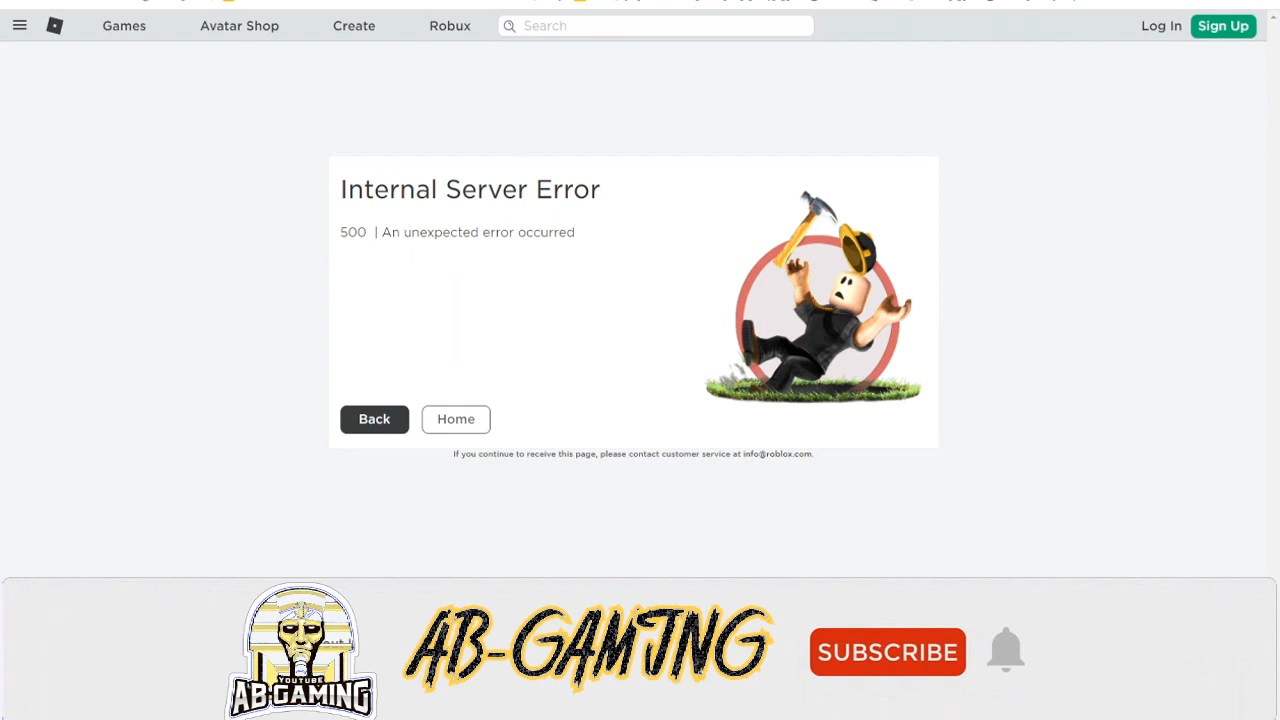 Games Avatar Shop Create Robux Search Log In Sign Up
Internal Server Error
500 | An unexpected error occurred
Back Home
If you continue to receive this page, please contact customer service at info@roblox.com.
AB-GAMING
SUBSCRIBE
YOUTUBE
AB-GAMING